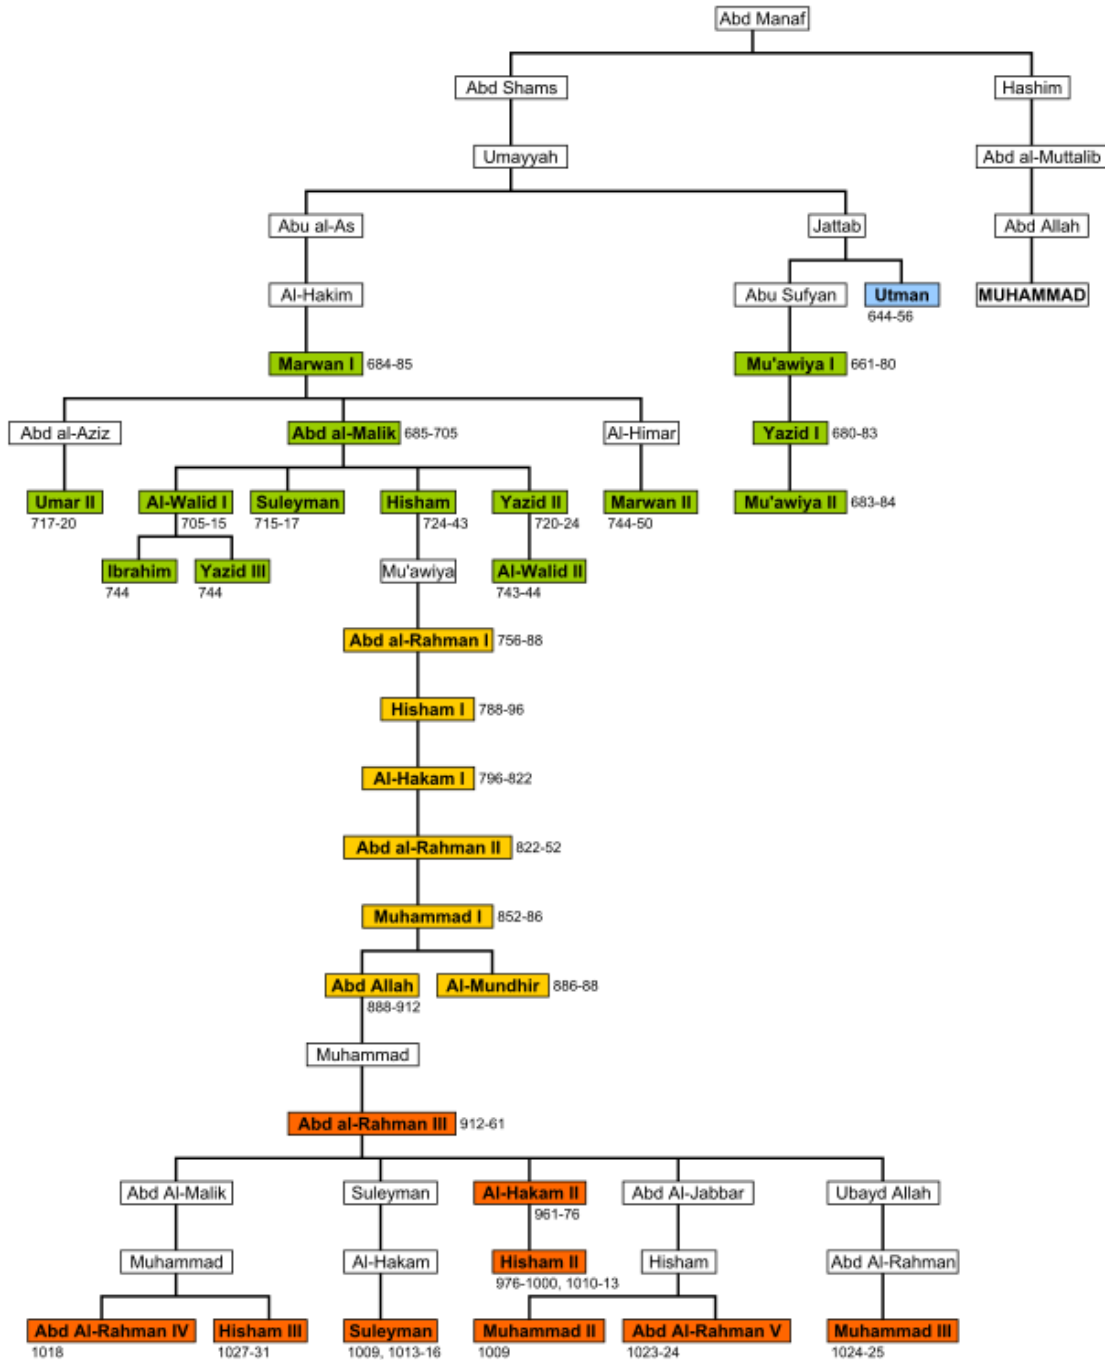 Abd Manaf
Abd Shams
Hashim
Umayyah
Abd al-Muttalib
Abu al-As
Jattab
Abd Allah
Al-Hakim
Abu Sufyan
Utman
MUHAMMAD
644-56
Marwan I 684-85
Mu'awiya I 661-80
Abd al-Aziz
Abd al-Malik 685-705
Al-Himar
Yazid I 680-83
Umar II
Al-Walid I
Suleyman
Hisham
Yazid II
Marwan II
Mu'awiya II 683-84
717-20
705-15
715-17
724-43
720-24
744-50
Ibrahim
Yazid III
Mu'awiya
Al-Walid II
744
744
743-44
Abd al-Rahman I 756-88
Hisham I 788-96
Al-Hakam I 796-822
Abd al-Rahman II 822-52
Muhammad I 852-86
Abd Allah
Al-Mundhir 886-88
888-912
Muhammad
Abd al-Rahman III 912-61
Abd Al-Malik
Suleyman
Al-Hakam II
Abd Al-Jabbar
Ubayd Allah
961-76
Muhammad
Al-Hakam
Hisham II
Hisham
Abd Al-Rahman
976-1000, 1010-13
Abd Al-Rahman IV
Hisham III
Suleyman
Muhammad II
Abd Al-Rahman V
Muhammad III
1018
1027-31
1009, 1013-16
1009
1023-24
1024-25